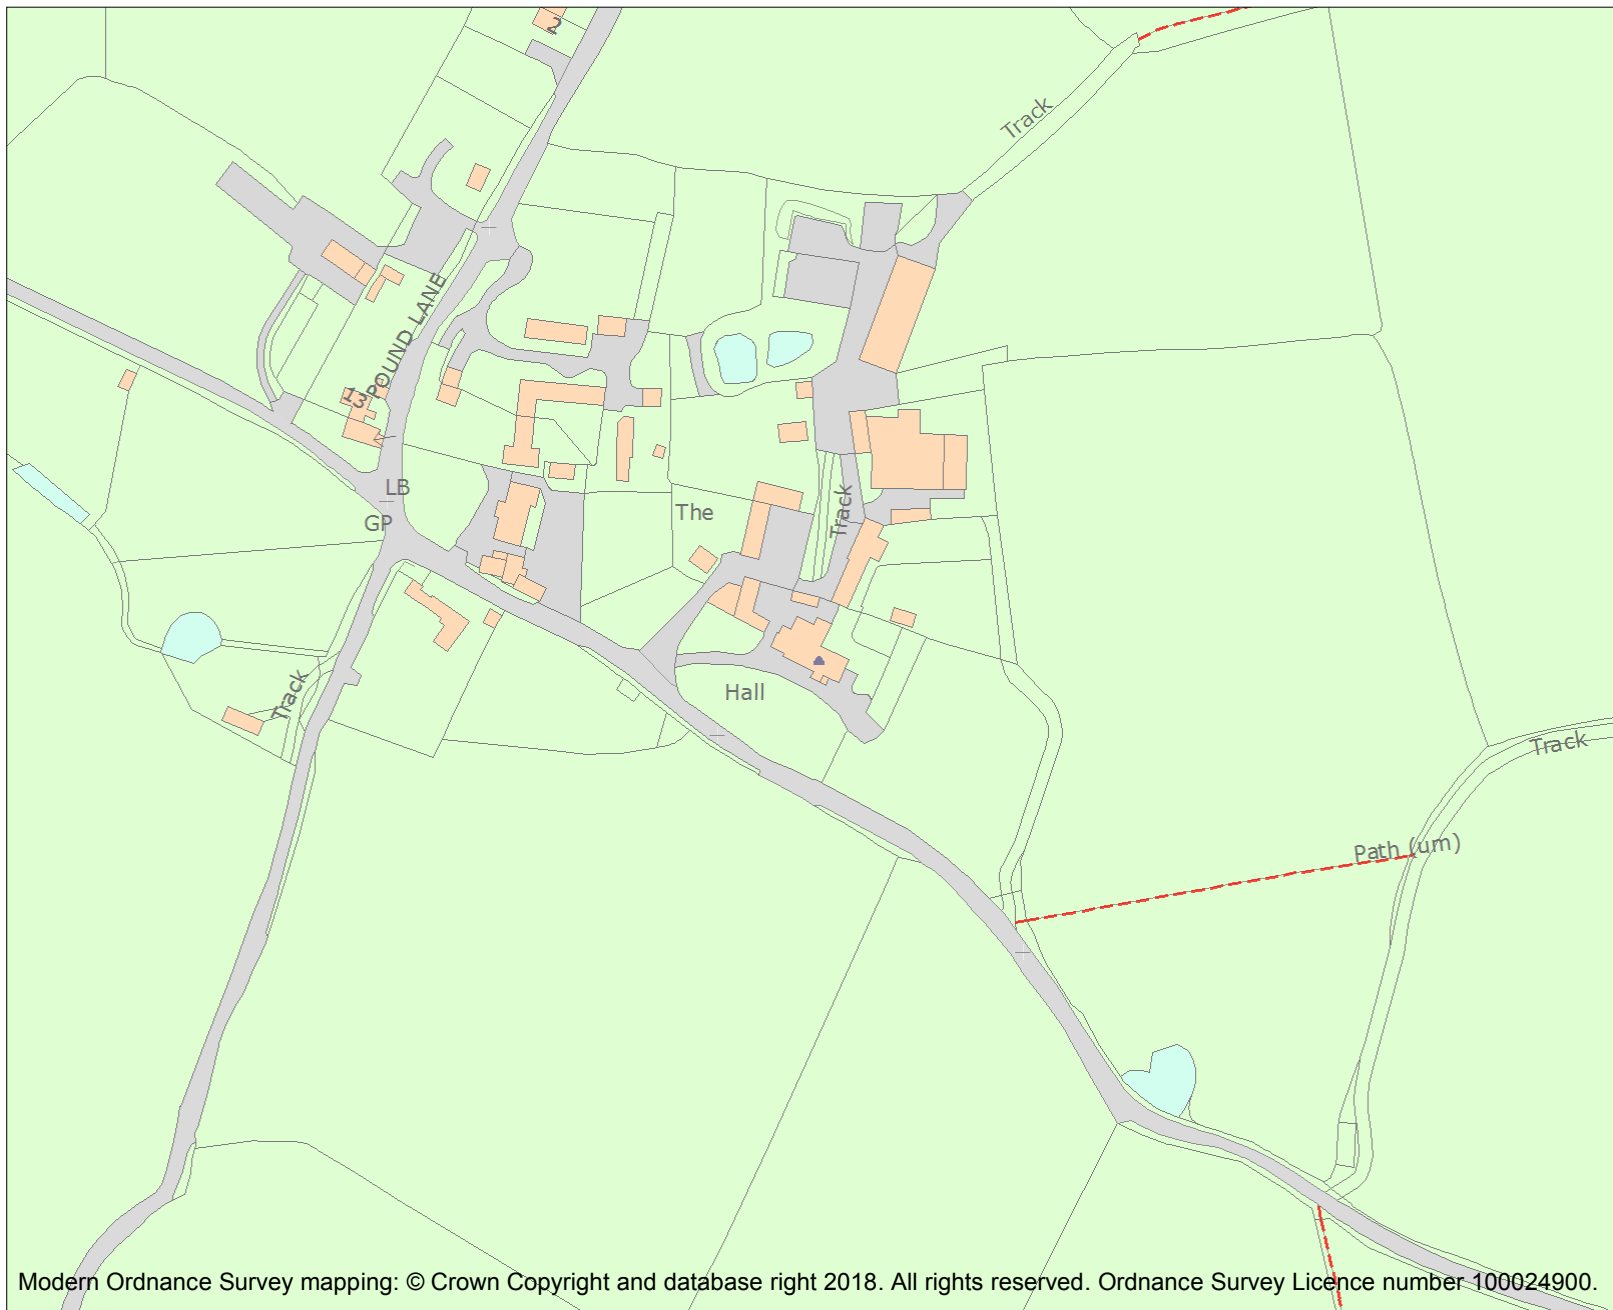 2
Track
POUND LANE
13
LB
The
GP
Track
Track
Hall
Track
Path (um)
Modern Ordnance Survey mapping: © Crown Copyright and database right 2018. All rights reserved. Ordnance Survey Licence number 100024900.